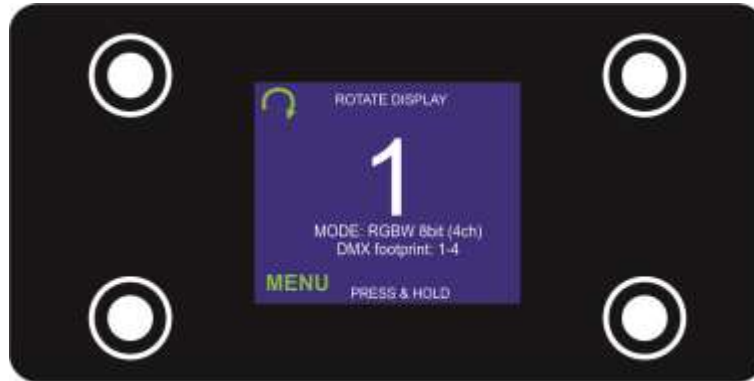 ROTATE DISPLAY
1
MODE: RGBW 8bit (4ch)
DMX footprint: 1-4
MENU
PRESS & HOLD